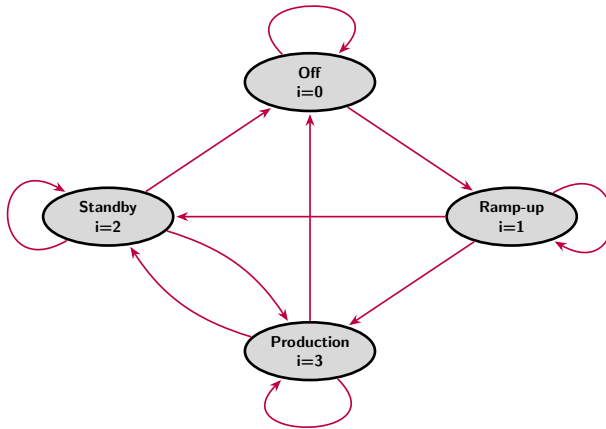 Off
i=0
Standby
i=2
Ramp-up
i=1
Production
i=3